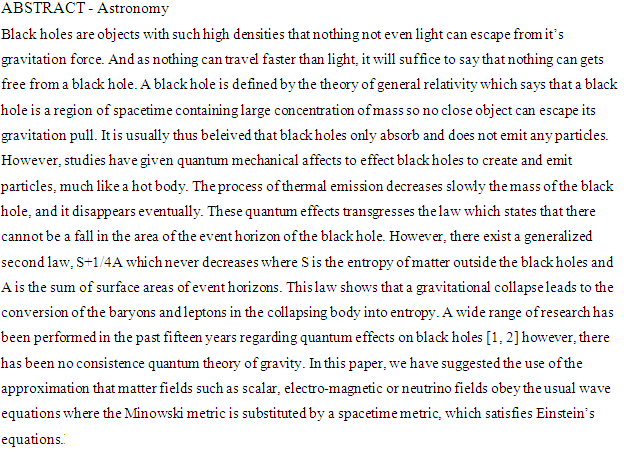 ABSTRACT - Astronomy
Black holes are objects with such high densities that nothing not even light can escape from it’s
gravitation force. And as nothing can travel faster than light, it will suffice to say that nothing can gets
free from a black hole. A black hole is defined by the theory of general relativity which says that a black
hole is a region of spacetime containing large concentration of mass so no close object can escape its
gravitation pull. It is usually thus beleived that black holes only absorb and does not emit any particles.
However, studies have given quantum mechanical affects to effect black holes to create and emit
particles, much like a hot body. The process of thermal emission decreases slowly the mass of the black
hole, and it disappears eventually. These quantum effects transgresses the law which states that there
cannot be a fall in the area of the event horizon of the black hole. However, there exist a generalized
second law, S+1/4A which never decreases where S is the entropy of matter outside the black holes and
A is the sum of surface areas of event horizons. This law shows that a gravitational collapse leads to the
conversion of the baryons and leptons in the collapsing body into entropy. A wide range of research has
been performed in the past fifteen years regarding quantum effects on black holes [1, 2] however, there
has been no consistence quantum theory of gravity. In this paper, we have suggested the use of the
approximation that matter fields such as scalar, electro-magnetic or neutrino fields obey the usual wave
equations where the Minowski metric is substituted by a spacetime metric, which satisfies Einstein’s
equations.